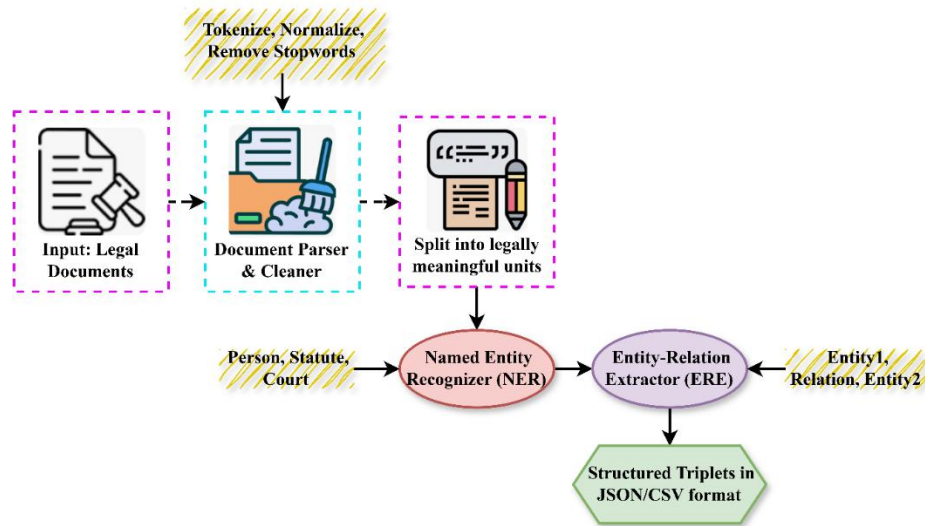 Tokenize, Normalize,
Remove Stopwords
Input: Legal
Documents
Document Parser
& Cleaner
Split into legally
meaningful units
Person, Statute,
Court
Named Entity
Recognizer (NER)
Entity-Relation
Extractor (ERE)
Entity1,
Relation, Entity2
Structured Triplets in
JSON/CSV format